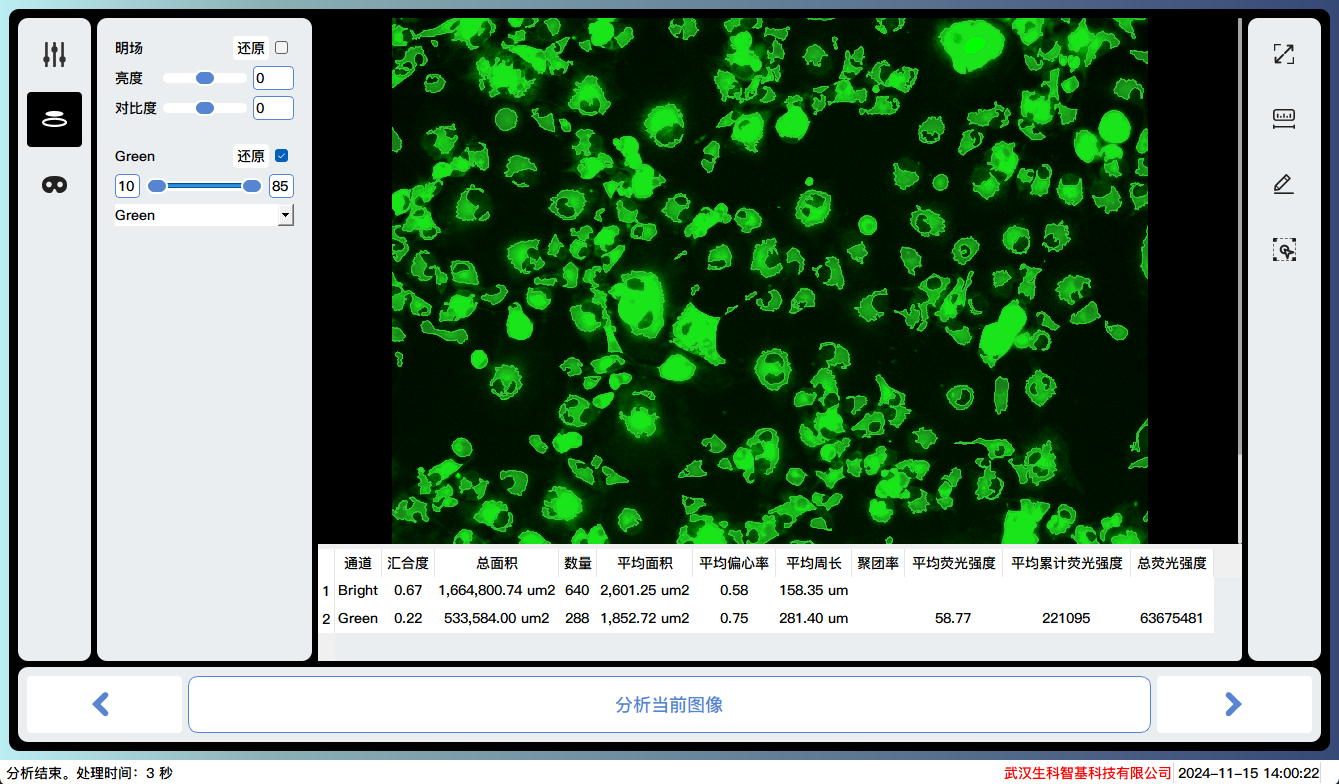 明场 还原
亮度 0
对比度 0
Green 还原
10 85
Green
通道 汇合度 总面积 数量 平均面积 平均偏心率 平均周长 聚团率 平均荧光强度 平均累计荧光强度 总荧光强度
1 Bright 0.67 1,664,800.74 um2 640 2,601.25 um2 0.58 158.35 um
2 Green 0.22 533,584.00 um2 288 1,852.72 um2 0.75 281.40 um 58.77 221095 63675481
分析当前图像
分析结束。处理时间：3 秒 武汉生科智基科技有限公司 2024-11-15 14:00:22